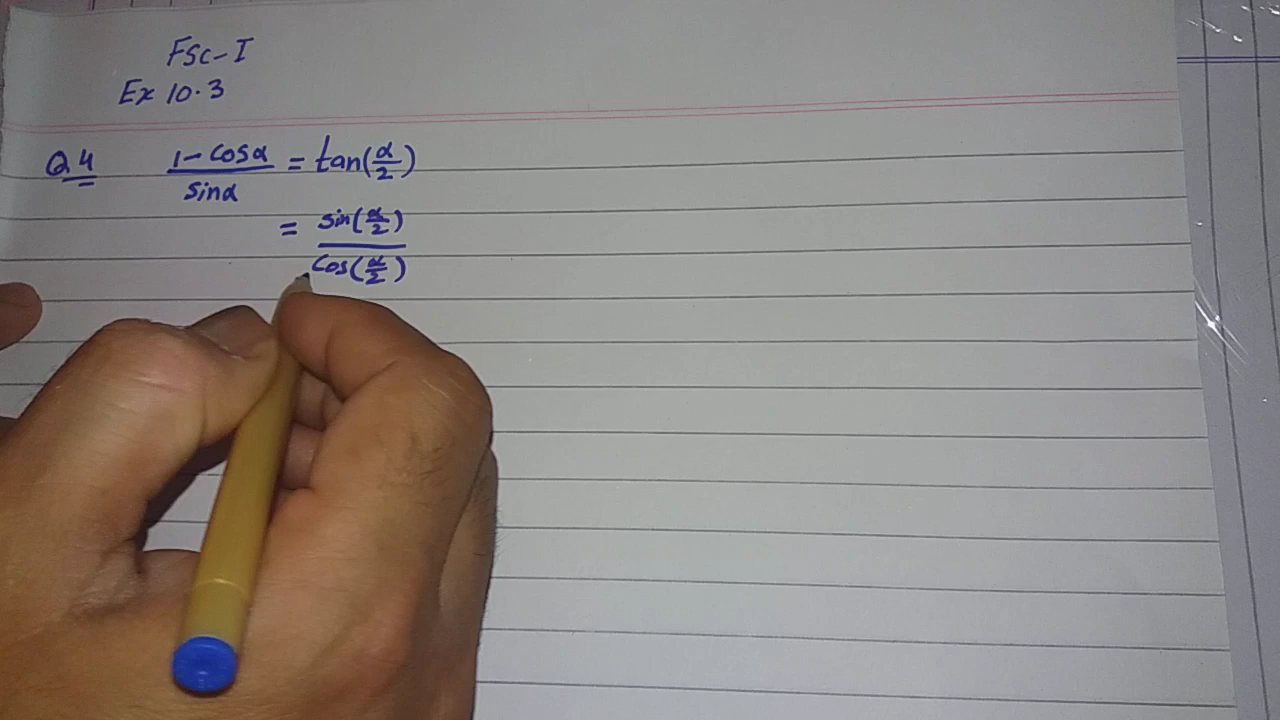 FSC-I
Ex 10.3
Q4 (1-cosα)/sinα = tan(α/2)
= sin(α/2)/cos(α/2)